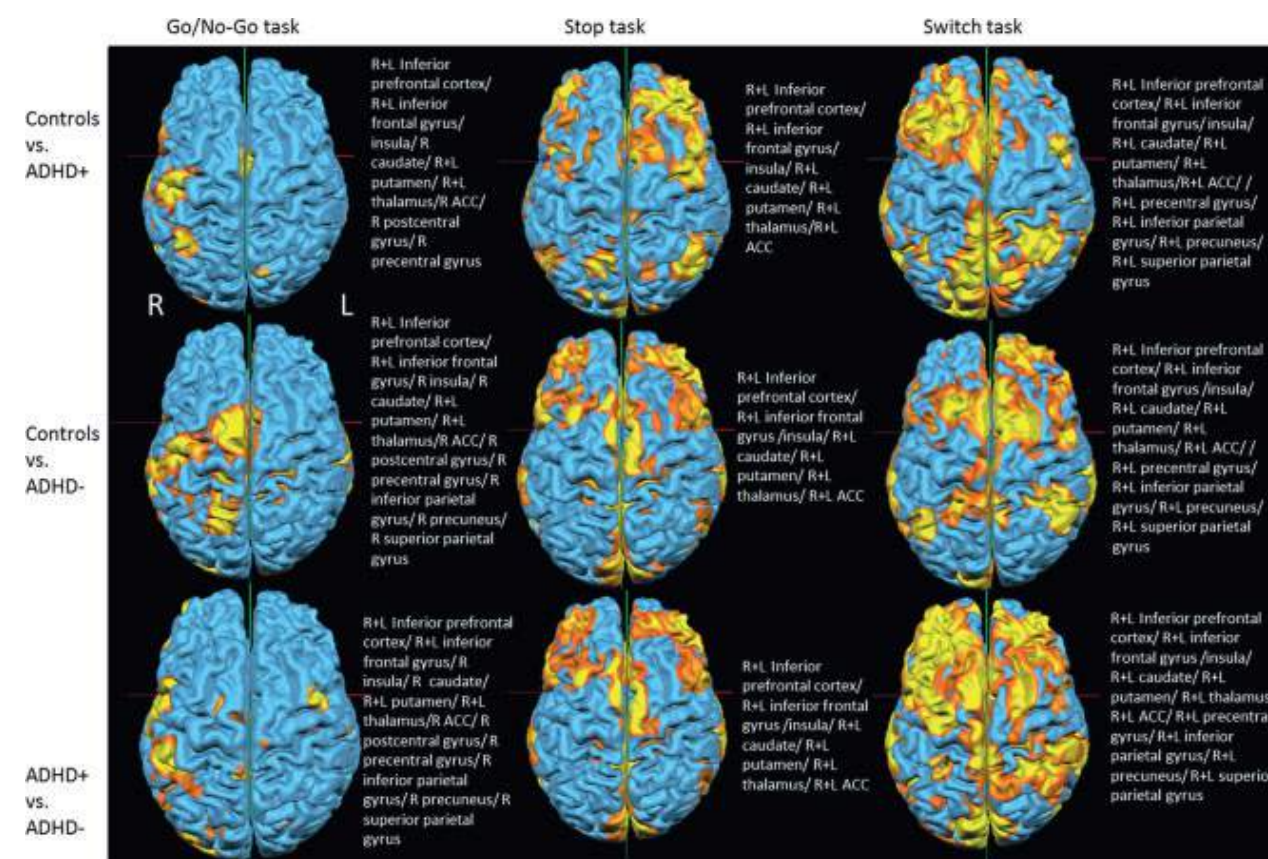 Go/No-Go task
Stop task
Switch task
Controls
vs.
ADHD+
R+L Inferior
prefrontal cortex/
R+L inferior
frontal gyrus/
insula/ R
caudate/ R+L
putamen/ R+L
thalamus/R ACC/
R postcentral
gyrus/ R
precentral gyrus
R+L Inferior
prefrontal cortex/
R+L inferior
frontal gyrus/
insula/ R+L
caudate/ R+L
putamen/ R+L
thalamus/R+L
ACC
R+L Inferior prefrontal
cortex/ R+L inferior
frontal gyrus/insula/
R+L caudate/ R+L
putamen/ R+L
thalamus/R+L ACC/ /
R+L precentral gyrus/
R+L inferior parietal
gyrus/ R+L precuneus/
R+L superior parietal
gyrus
R
L
Controls
vs.
ADHD-
R+L Inferior
prefrontal cortex/
R+L inferior frontal
gyrus/ R insula/ R
caudate/ R+L
putamen/ R+L
thalamus/R ACC/ R
postcentral gyrus/ R
precentral gyrus/ R
inferior parietal
gyrus/ R precuneus/
R superior parietal
gyrus
R+L Inferior
prefrontal cortex/
R+L inferior frontal
gyrus /insula/ R+L
caudate/ R+L
putamen/ R+L
thalamus/ R+L ACC
R+L Inferior prefrontal
cortex/ R+L inferior
frontal gyrus /insula/
R+L caudate/ R+L
putamen/ R+L
thalamus/ R+L ACC/ /
R+L precentral gyrus/
R+L inferior parietal
gyrus/ R+L precuneus/
R+L superior parietal
gyrus
ADHD+
vs.
ADHD-
R+L Inferior prefrontal
cortex/ R+L inferior
frontal gyrus/ R
insula/ R caudate/
R+L putamen/ R+L
thalamus/R ACC/ R
postcentral gyrus/ R
precentral gyrus/ R
inferior parietal
gyrus/ R precuneus/ R
superior parietal
gyrus
R+L Inferior
prefrontal cortex/
R+L inferior frontal
gyrus /insula/ R+L
caudate/ R+L
putamen/ R+L
thalamus/ R+L ACC
R+L Inferior prefrontal
cortex/ R+L inferior
frontal gyrus /insula/
R+L caudate/ R+L
putamen/ R+L thalamus
R+L ACC/ R+L precentra
gyrus/ R+L inferior
parietal gyrus/ R+L
precuneus/ R+L superio
parietal gyrus